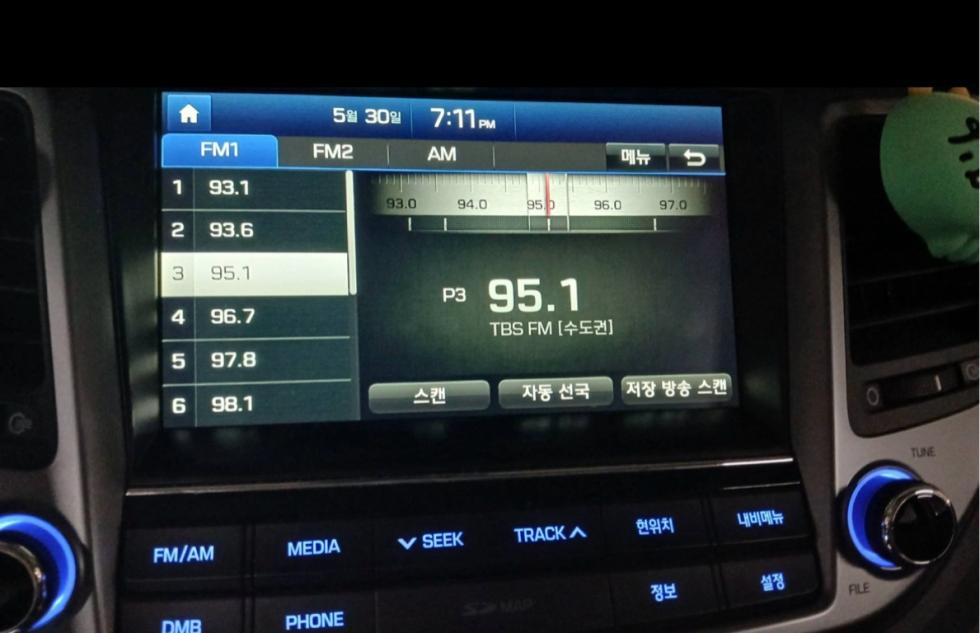 5월 30일 7:11 PM
FM1 FM2 AM 메뉴
1 93.1
2 93.6
3 95.1
4 96.7
5 97.8
6 98.1
93.0 94.0 95.0 96.0 97.0
P3 95.1
TBS FM [수도권]
스캔 자동 선국 저장 방송 스캔
TUNE
FM/AM MEDIA SEEK TRACK 현위치 내비메뉴
DMB PHONE MAP 정보 설정
FILE